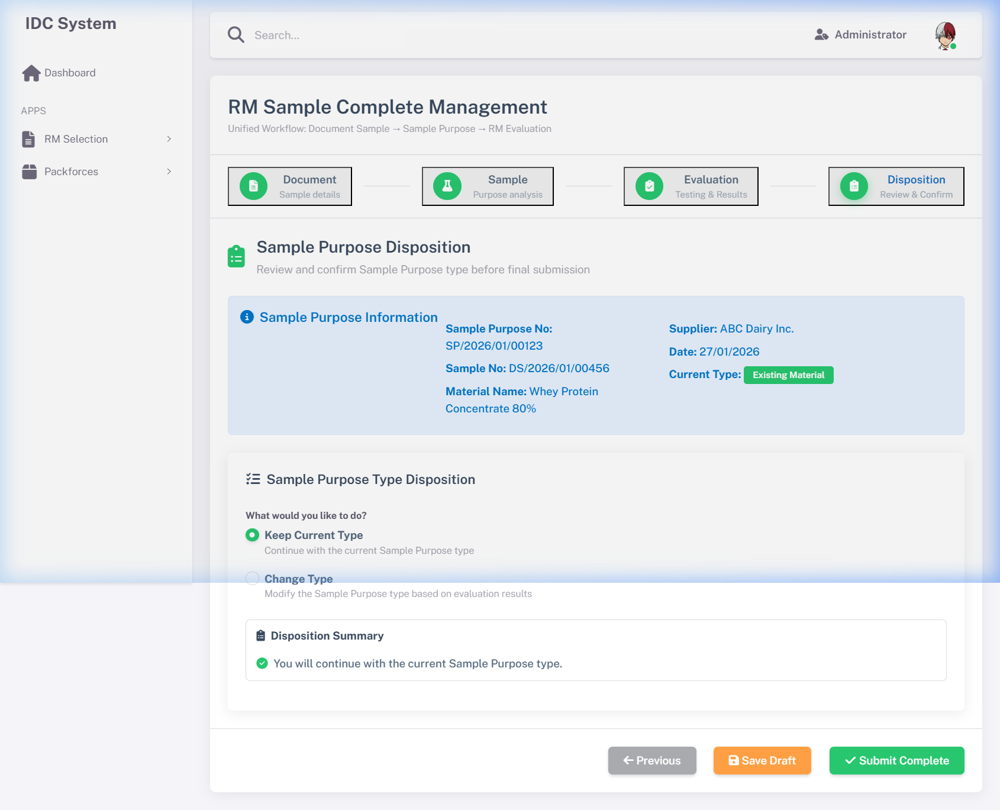 IDC System
Search...
Administrator
Dashboard
APPS
RM Selection
Packforces
RM Sample Complete Management
Unified Workflow: Document Sample → Sample Purpose → RM Evaluation
Document
Sample details
Sample
Purpose analysis
Evaluation
Testing & Results
Disposition
Review & Confirm
Sample Purpose Disposition
Review and confirm Sample Purpose type before final submission
Sample Purpose Information
Sample Purpose No:
SP/2026/01/00123
Sample No: DS/2026/01/00456
Material Name: Whey Protein
Concentrate 80%
Supplier: ABC Dairy Inc.
Date: 27/01/2026
Current Type: Existing Material
Sample Purpose Type Disposition
What would you like to do?
Keep Current Type
Continue with the current Sample Purpose type
Change Type
Modify the Sample Purpose type based on evaluation results
Disposition Summary
You will continue with the current Sample Purpose type.
Previous
Save Draft
Submit Complete